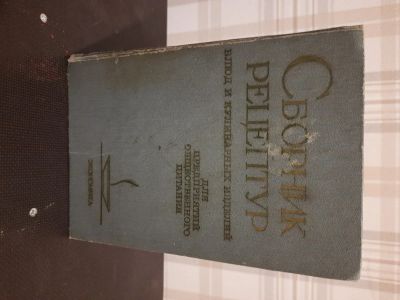 СБОРНИК
РЕЦЕПТУР
БЛЮД И КУЛИНАРНЫХ ИЗДЕЛИЙ
ДЛЯ
ПРЕДПРИЯТИЙ
ОБЩЕСТВЕННОГО
ПИТАНИЯ
ЭКОНОМИКА